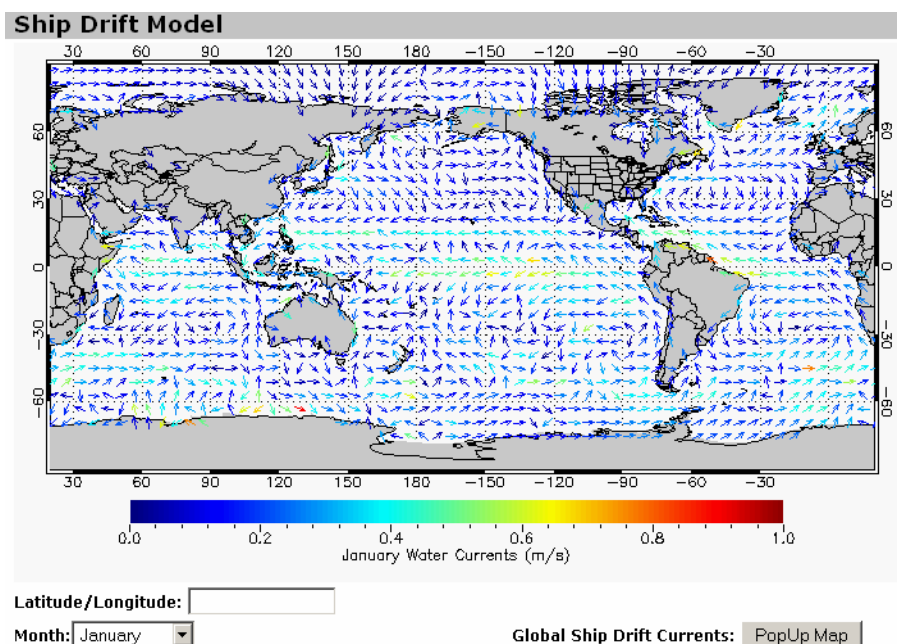 Ship Drift Model
30 60 90 120 150 180 -150 -120 -90 -60 -30
60 60
30 30
0 0
-30 -30
-60 -60
30 60 90 120 150 180 -150 -120 -90 -60 -30
0.0 0.2 0.4 0.6 0.8 1.0
January Water Currents (m/s)
Latitude/Longitude:
Month: January Global Ship Drift Currents: PopUp Map